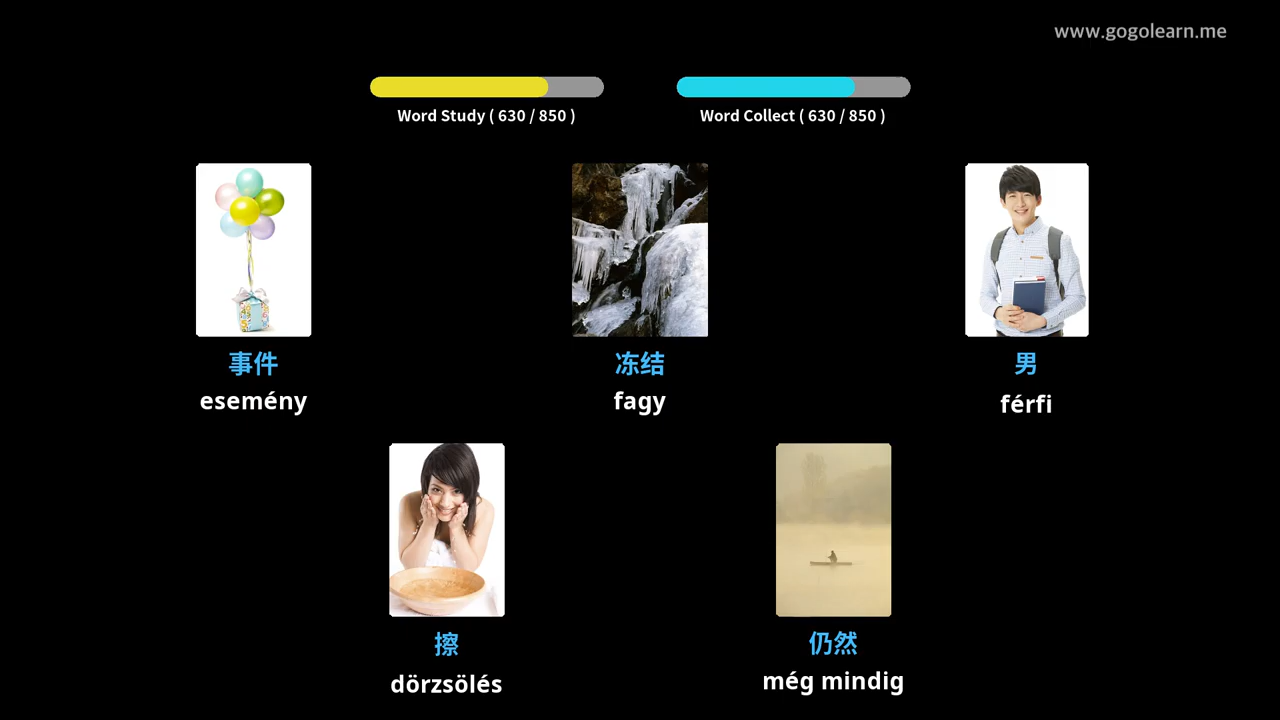 www.gogolearn.me
Word Study ( 630 / 850 )
Word Collect ( 630 / 850 )
事件
esemény
冻结
fagy
男
férfi
擦
dörzsölés
仍然
még mindig